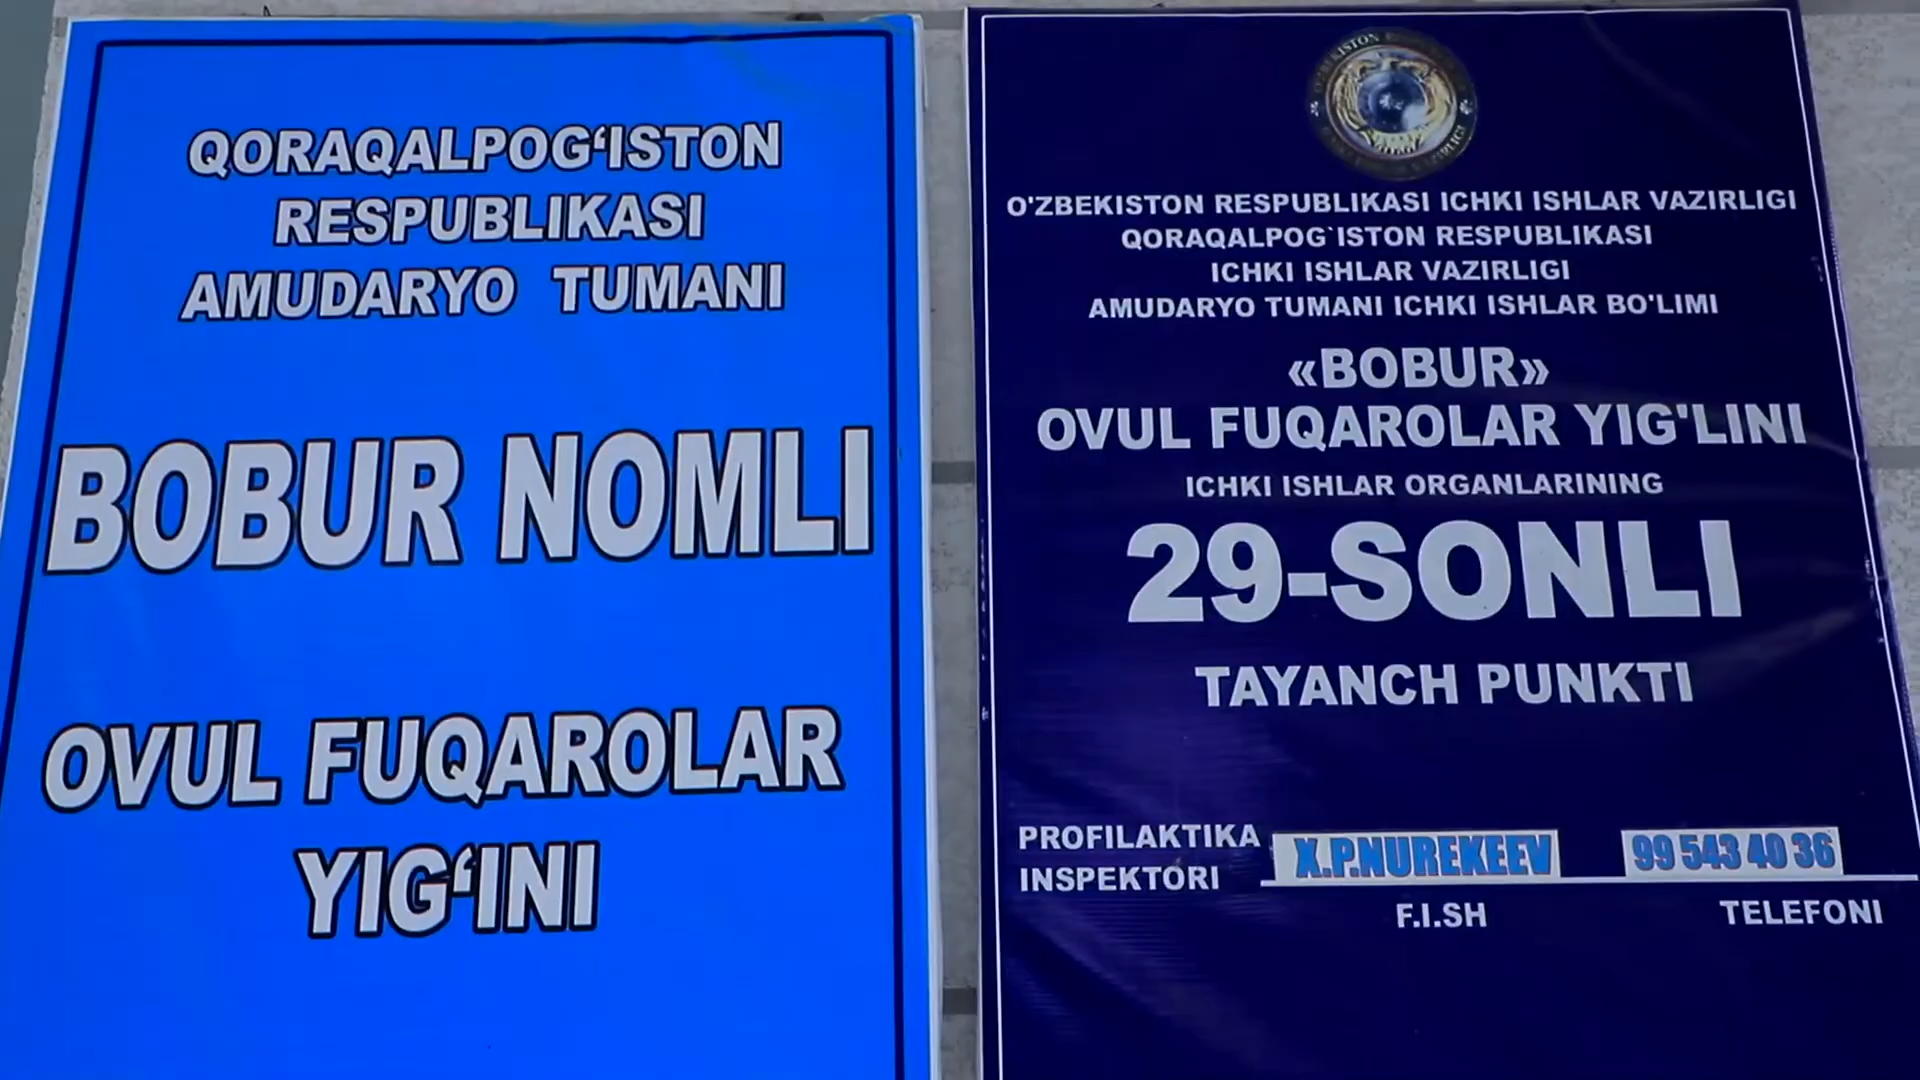 QORAQALPOG‘ISTON
RESPUBLIKASI
AMUDARYO TUMANI
BOBUR NOMLI
OVUL FUQAROLAR
YIG‘INI
O'ZBEKISTON RESPUBLIKASI ICHKI ISHLAR VAZIRLIGI
QORAQALPOG`ISTON RESPUBLIKASI
ICHKI ISHLAR VAZIRLIGI
AMUDARYO TUMANI ICHKI ISHLAR BO'LIMI
«BOBUR»
OVUL FUQAROLAR YIG'LINI
ICHKI ISHLAR ORGANLARINING
29-SONLI
TAYANCH PUNKTI
PROFILAKTIKA
INSPEKTORI
X.P.NUREKEEV 99 543 40 36
F.I.SH TELEFONI